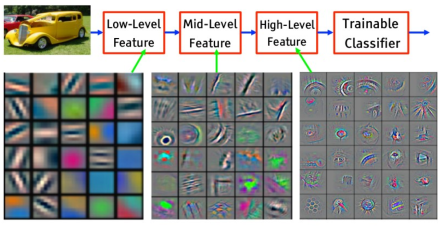 Low-Level
Feature
Mid-Level
Feature
High-Level
Feature
Trainable
Classifier